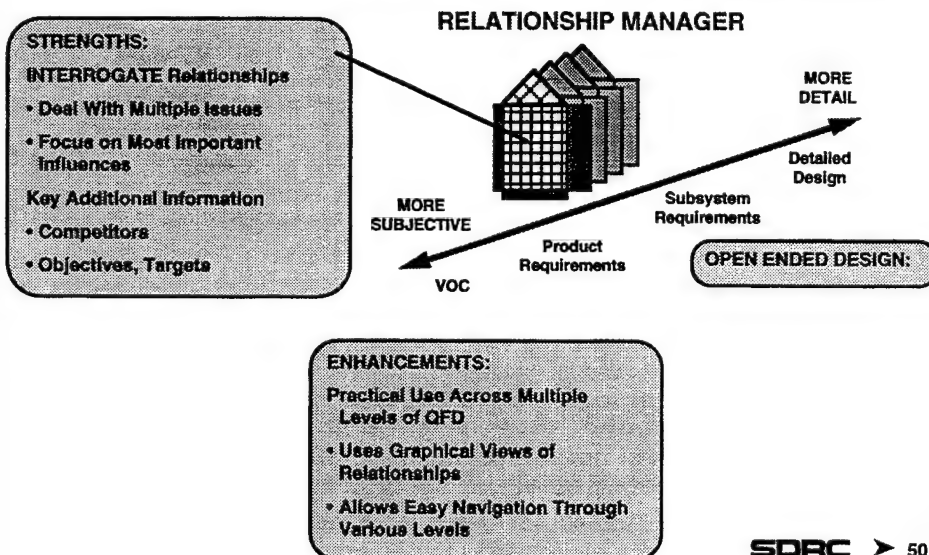 RELATIONSHIP MANAGER
STRENGTHS:
INTERROGATE Relationships
• Deal With Multiple Issues
• Focus on Most Important
Influences
Key Additional Information
• Competitors
• Objectives, Targets
MORE
DETAIL
Detailed
Design
Subsystem
Requirements
MORE
SUBJECTIVE
Product
Requirements
VOC
OPEN ENDED DESIGN:
ENHANCEMENTS:
Practical Use Across Multiple
Levels of QFD
• Uses Graphical Views of
Relationships
• Allows Easy Navigation Through
Various Levels
SDRC ➤ 50